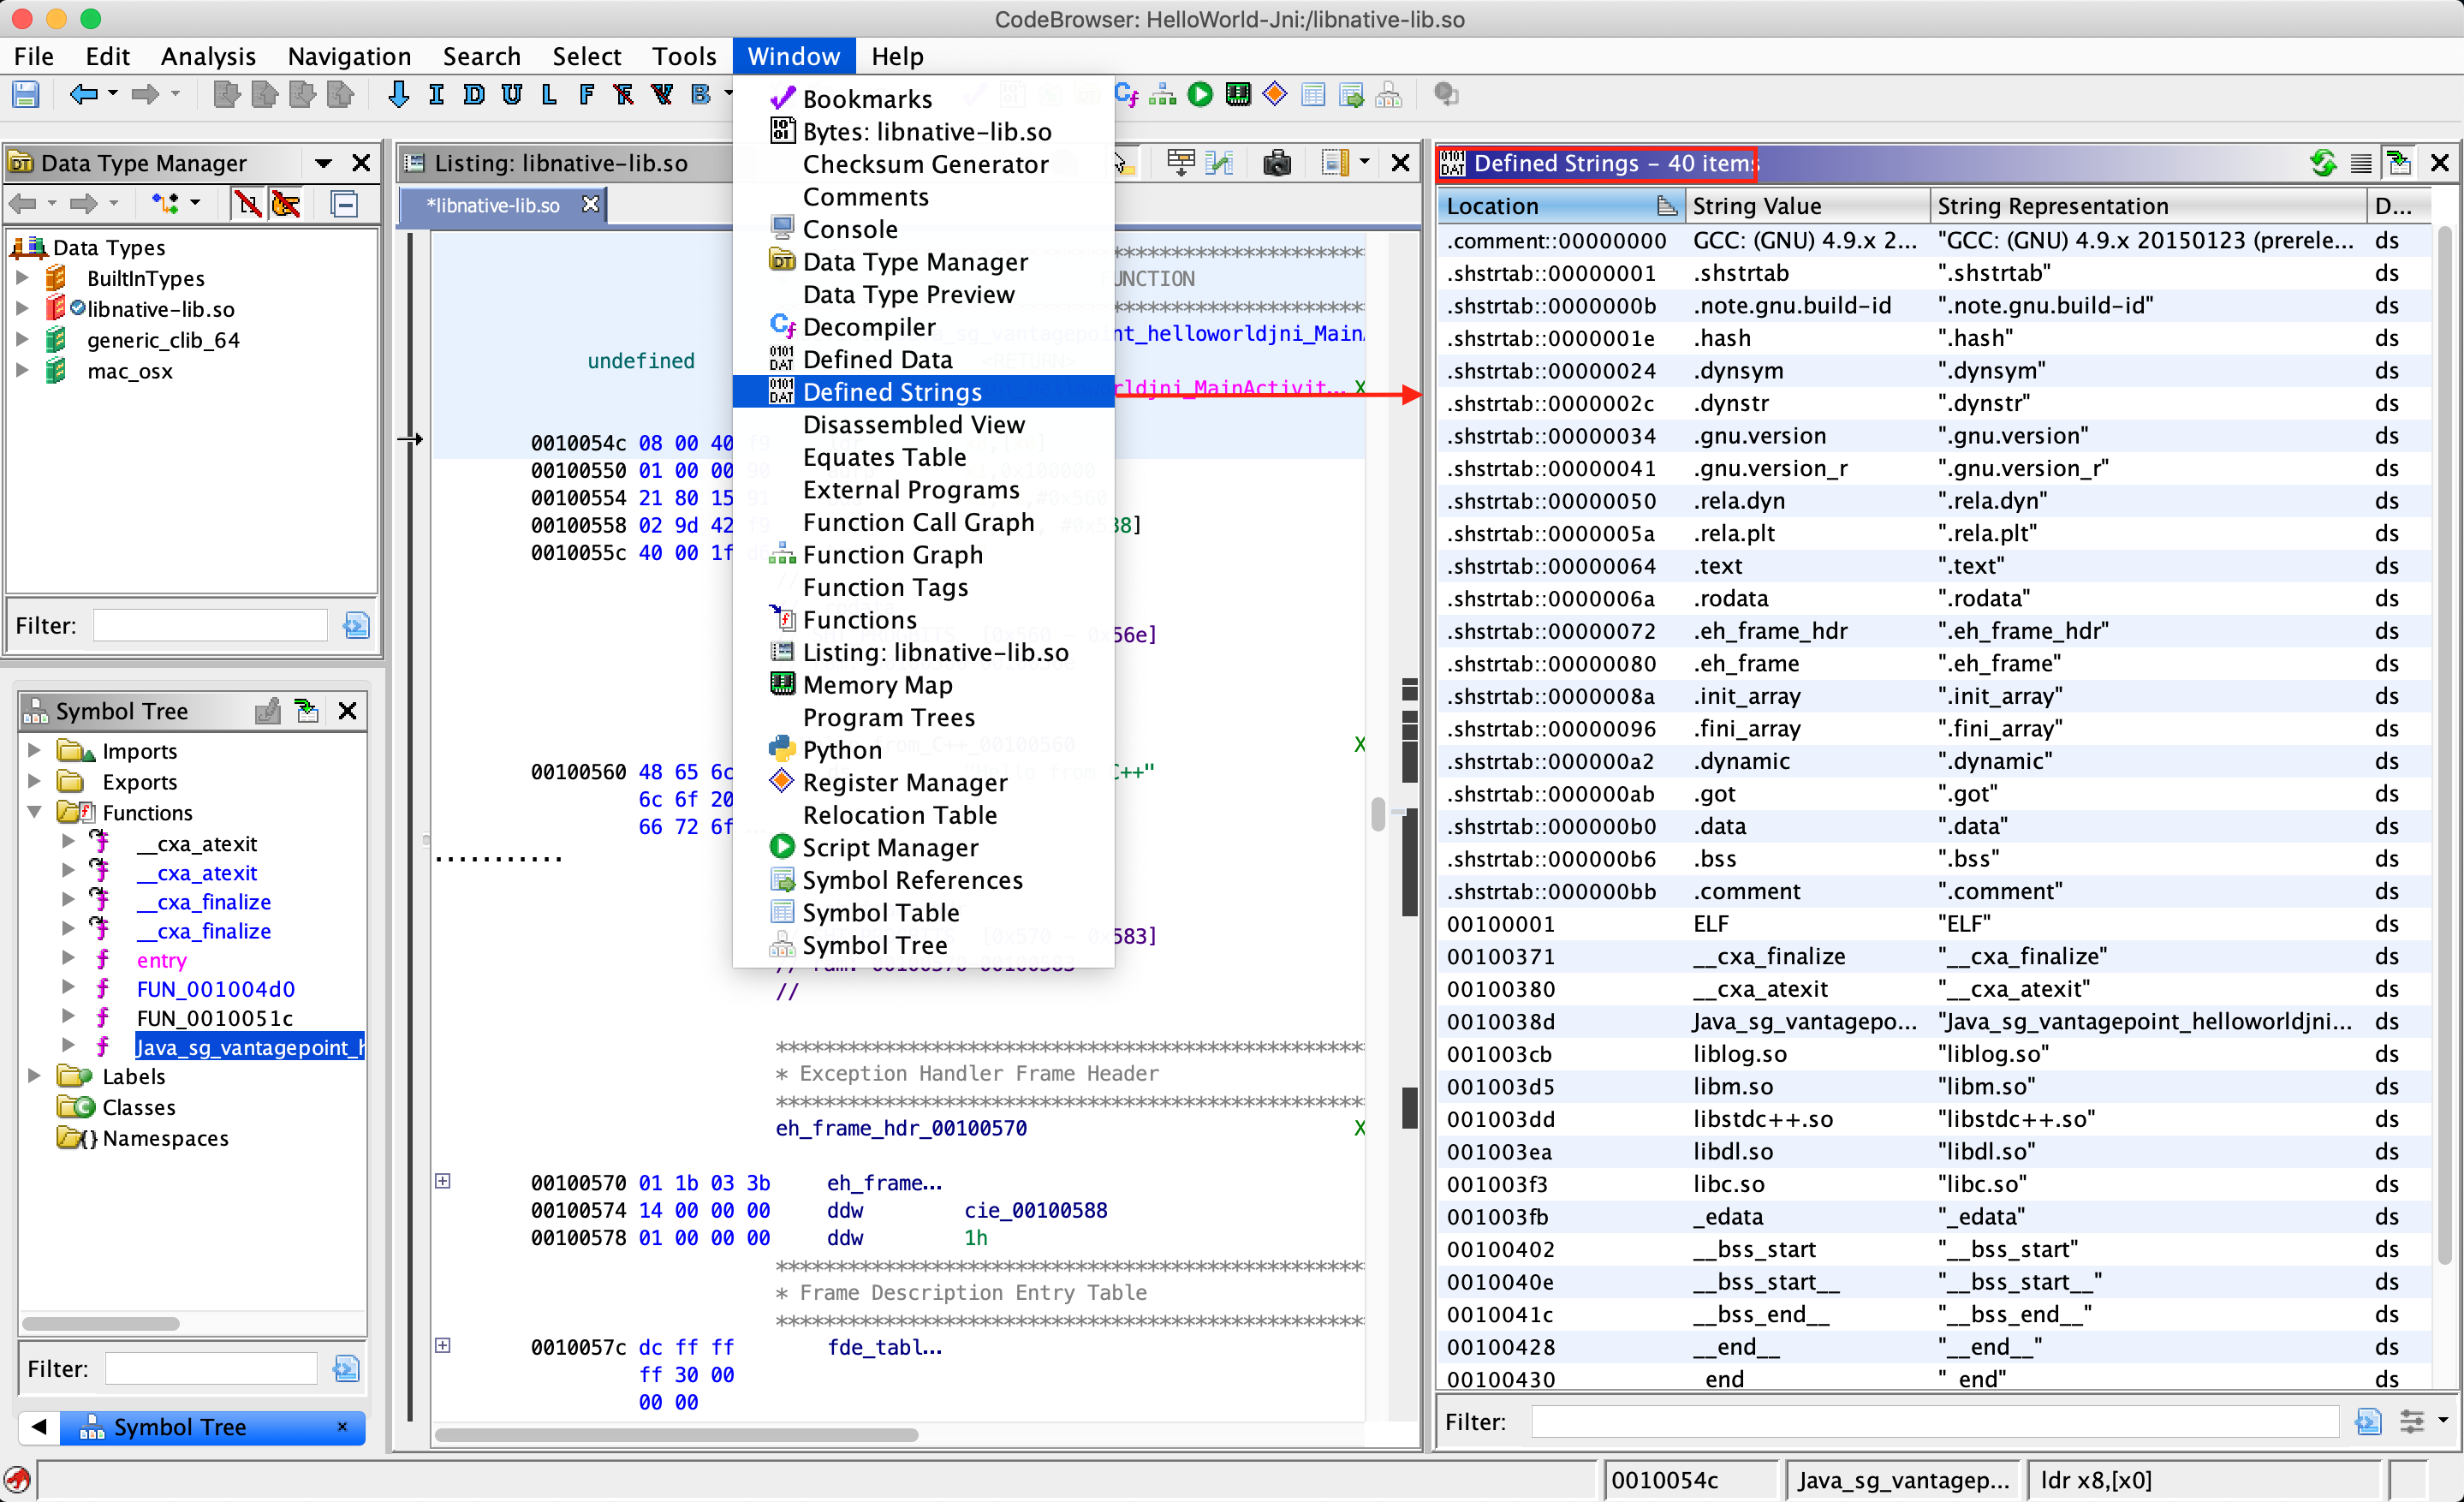 CodeBrowser: HelloWorld-Jni:/libnative-lib.so
File Edit Analysis Navigation Search Select Tools Window Help
I D U L F B
Data Type Manager
Data Types
BuiltInTypes
libnative-lib.so
generic_clib_64
mac_osx
Filter:
Symbol Tree
Imports
Exports
Functions
__cxa_atexit
__cxa_atexit
__cxa_finalize
__cxa_finalize
entry
FUN_001004d0
FUN_0010051c
Java_sg_vantagepoint_h
Labels
Classes
Namespaces
Filter:
Symbol Tree
Listing: libnative-lib.so
*libnative-lib.so
UNCTION
nt_helloworldjni_MainA
undefined
rldjni_MainActivit...
0010054c 08 00 40
00100550 01 00 00
00100554 21 80 15
00100558 02 9d 42
0010055c 40 00 1f
00100560 48 65 6c
6c 6f 20
66 72 6f
...........
//
****************************************************
* Exception Handler Frame Header
****************************************************
eh_frame_hdr_00100570 X
00100570 01 1b 03 3b eh_frame...
00100574 14 00 00 00 ddw cie_00100588
00100578 01 00 00 00 ddw 1h
****************************************************
* Frame Description Entry Table
****************************************************
0010057c dc ff ff fde_tabl...
ff 30 00
00 00
Bookmarks
Bytes: libnative-lib.so
Checksum Generator
Comments
Console
Data Type Manager
Data Type Preview
Decompiler
Defined Data
Defined Strings
Disassembled View
Equates Table
External Programs
Function Call Graph
Function Graph
Function Tags
Functions
Listing: libnative-lib.so
Memory Map
Program Trees
Python
Register Manager
Relocation Table
Script Manager
Symbol References
Symbol Table
Symbol Tree
Defined Strings - 40 items
Location String Value String Representation D...
.comment::00000000 GCC: (GNU) 4.9.x 2... "GCC: (GNU) 4.9.x 20150123 (prerele... ds
.shstrtab::00000001 .shstrtab ".shstrtab" ds
.shstrtab::0000000b .note.gnu.build-id ".note.gnu.build-id" ds
.shstrtab::0000001e .hash ".hash" ds
.shstrtab::00000024 .dynsym ".dynsym" ds
.shstrtab::0000002c .dynstr ".dynstr" ds
.shstrtab::00000034 .gnu.version ".gnu.version" ds
.shstrtab::00000041 .gnu.version_r ".gnu.version_r" ds
.shstrtab::00000050 .rela.dyn ".rela.dyn" ds
.shstrtab::0000005a .rela.plt ".rela.plt" ds
.shstrtab::00000064 .text ".text" ds
.shstrtab::0000006a .rodata ".rodata" ds
.shstrtab::00000072 .eh_frame_hdr ".eh_frame_hdr" ds
.shstrtab::00000080 .eh_frame ".eh_frame" ds
.shstrtab::0000008a .init_array ".init_array" ds
.shstrtab::00000096 .fini_array ".fini_array" ds
.shstrtab::000000a2 .dynamic ".dynamic" ds
.shstrtab::000000ab .got ".got" ds
.shstrtab::000000b0 .data ".data" ds
.shstrtab::000000b6 .bss ".bss" ds
.shstrtab::000000bb .comment ".comment" ds
00100001 ELF "ELF" ds
00100371 __cxa_finalize "__cxa_finalize" ds
00100380 __cxa_atexit "__cxa_atexit" ds
0010038d Java_sg_vantagepo... "Java_sg_vantagepoint_helloworldjni... ds
001003cb liblog.so "liblog.so" ds
001003d5 libm.so "libm.so" ds
001003dd libstdc++.so "libstdc++.so" ds
001003ea libdl.so "libdl.so" ds
001003f3 libc.so "libc.so" ds
001003fb _edata "_edata" ds
00100402 __bss_start "__bss_start" ds
0010040e __bss_start__ "__bss_start__" ds
0010041c __bss_end__ "__bss_end__" ds
00100428 __end__ "__end__" ds
00100430 end " end" ds
Filter:
0010054c Java_sg_vantagep... ldr x8,[x0]